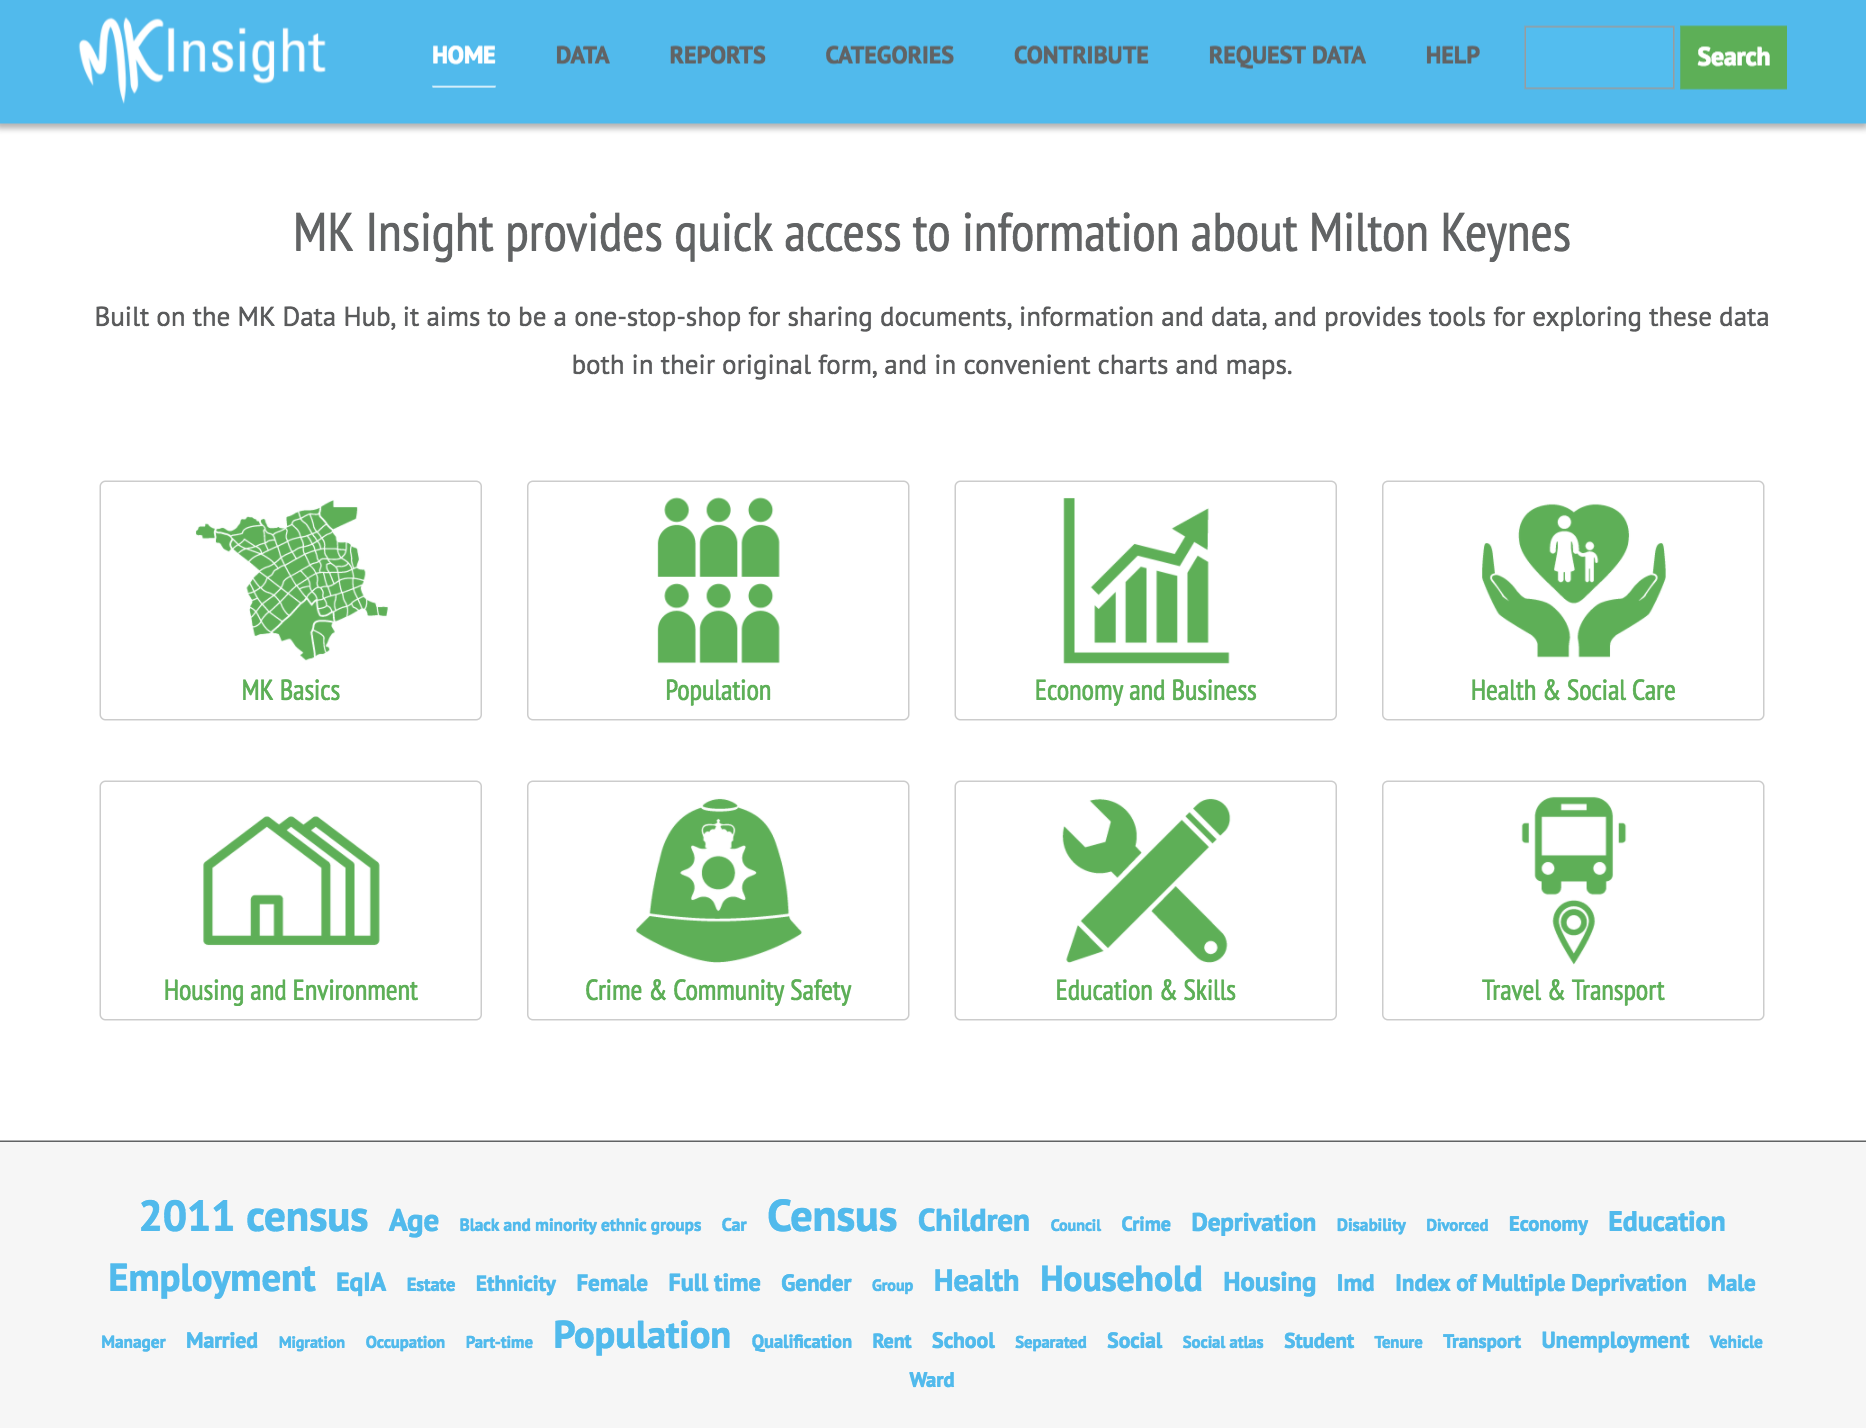 MKInsight
HOME DATA REPORTS CATEGORIES CONTRIBUTE REQUEST DATA HELP Search
MK Insight provides quick access to information about Milton Keynes
Built on the MK Data Hub, it aims to be a one-stop-shop for sharing documents, information and data, and provides tools for exploring these data
both in their original form, and in convenient charts and maps.
MK Basics
Population
Economy and Business
Health & Social Care
Housing and Environment
Crime & Community Safety
Education & Skills
Travel & Transport
2011 census Age Black and minority ethnic groups Car Census Children Council Crime Deprivation Disability Divorced Economy Education
Employment EqIA Estate Ethnicity Female Full time Gender Group Health Household Housing Imd Index of Multiple Deprivation Male
Manager Married Migration Occupation Part-time Population Qualification Rent School Separated Social Social atlas Student Tenure Transport Unemployment Vehicle
Ward